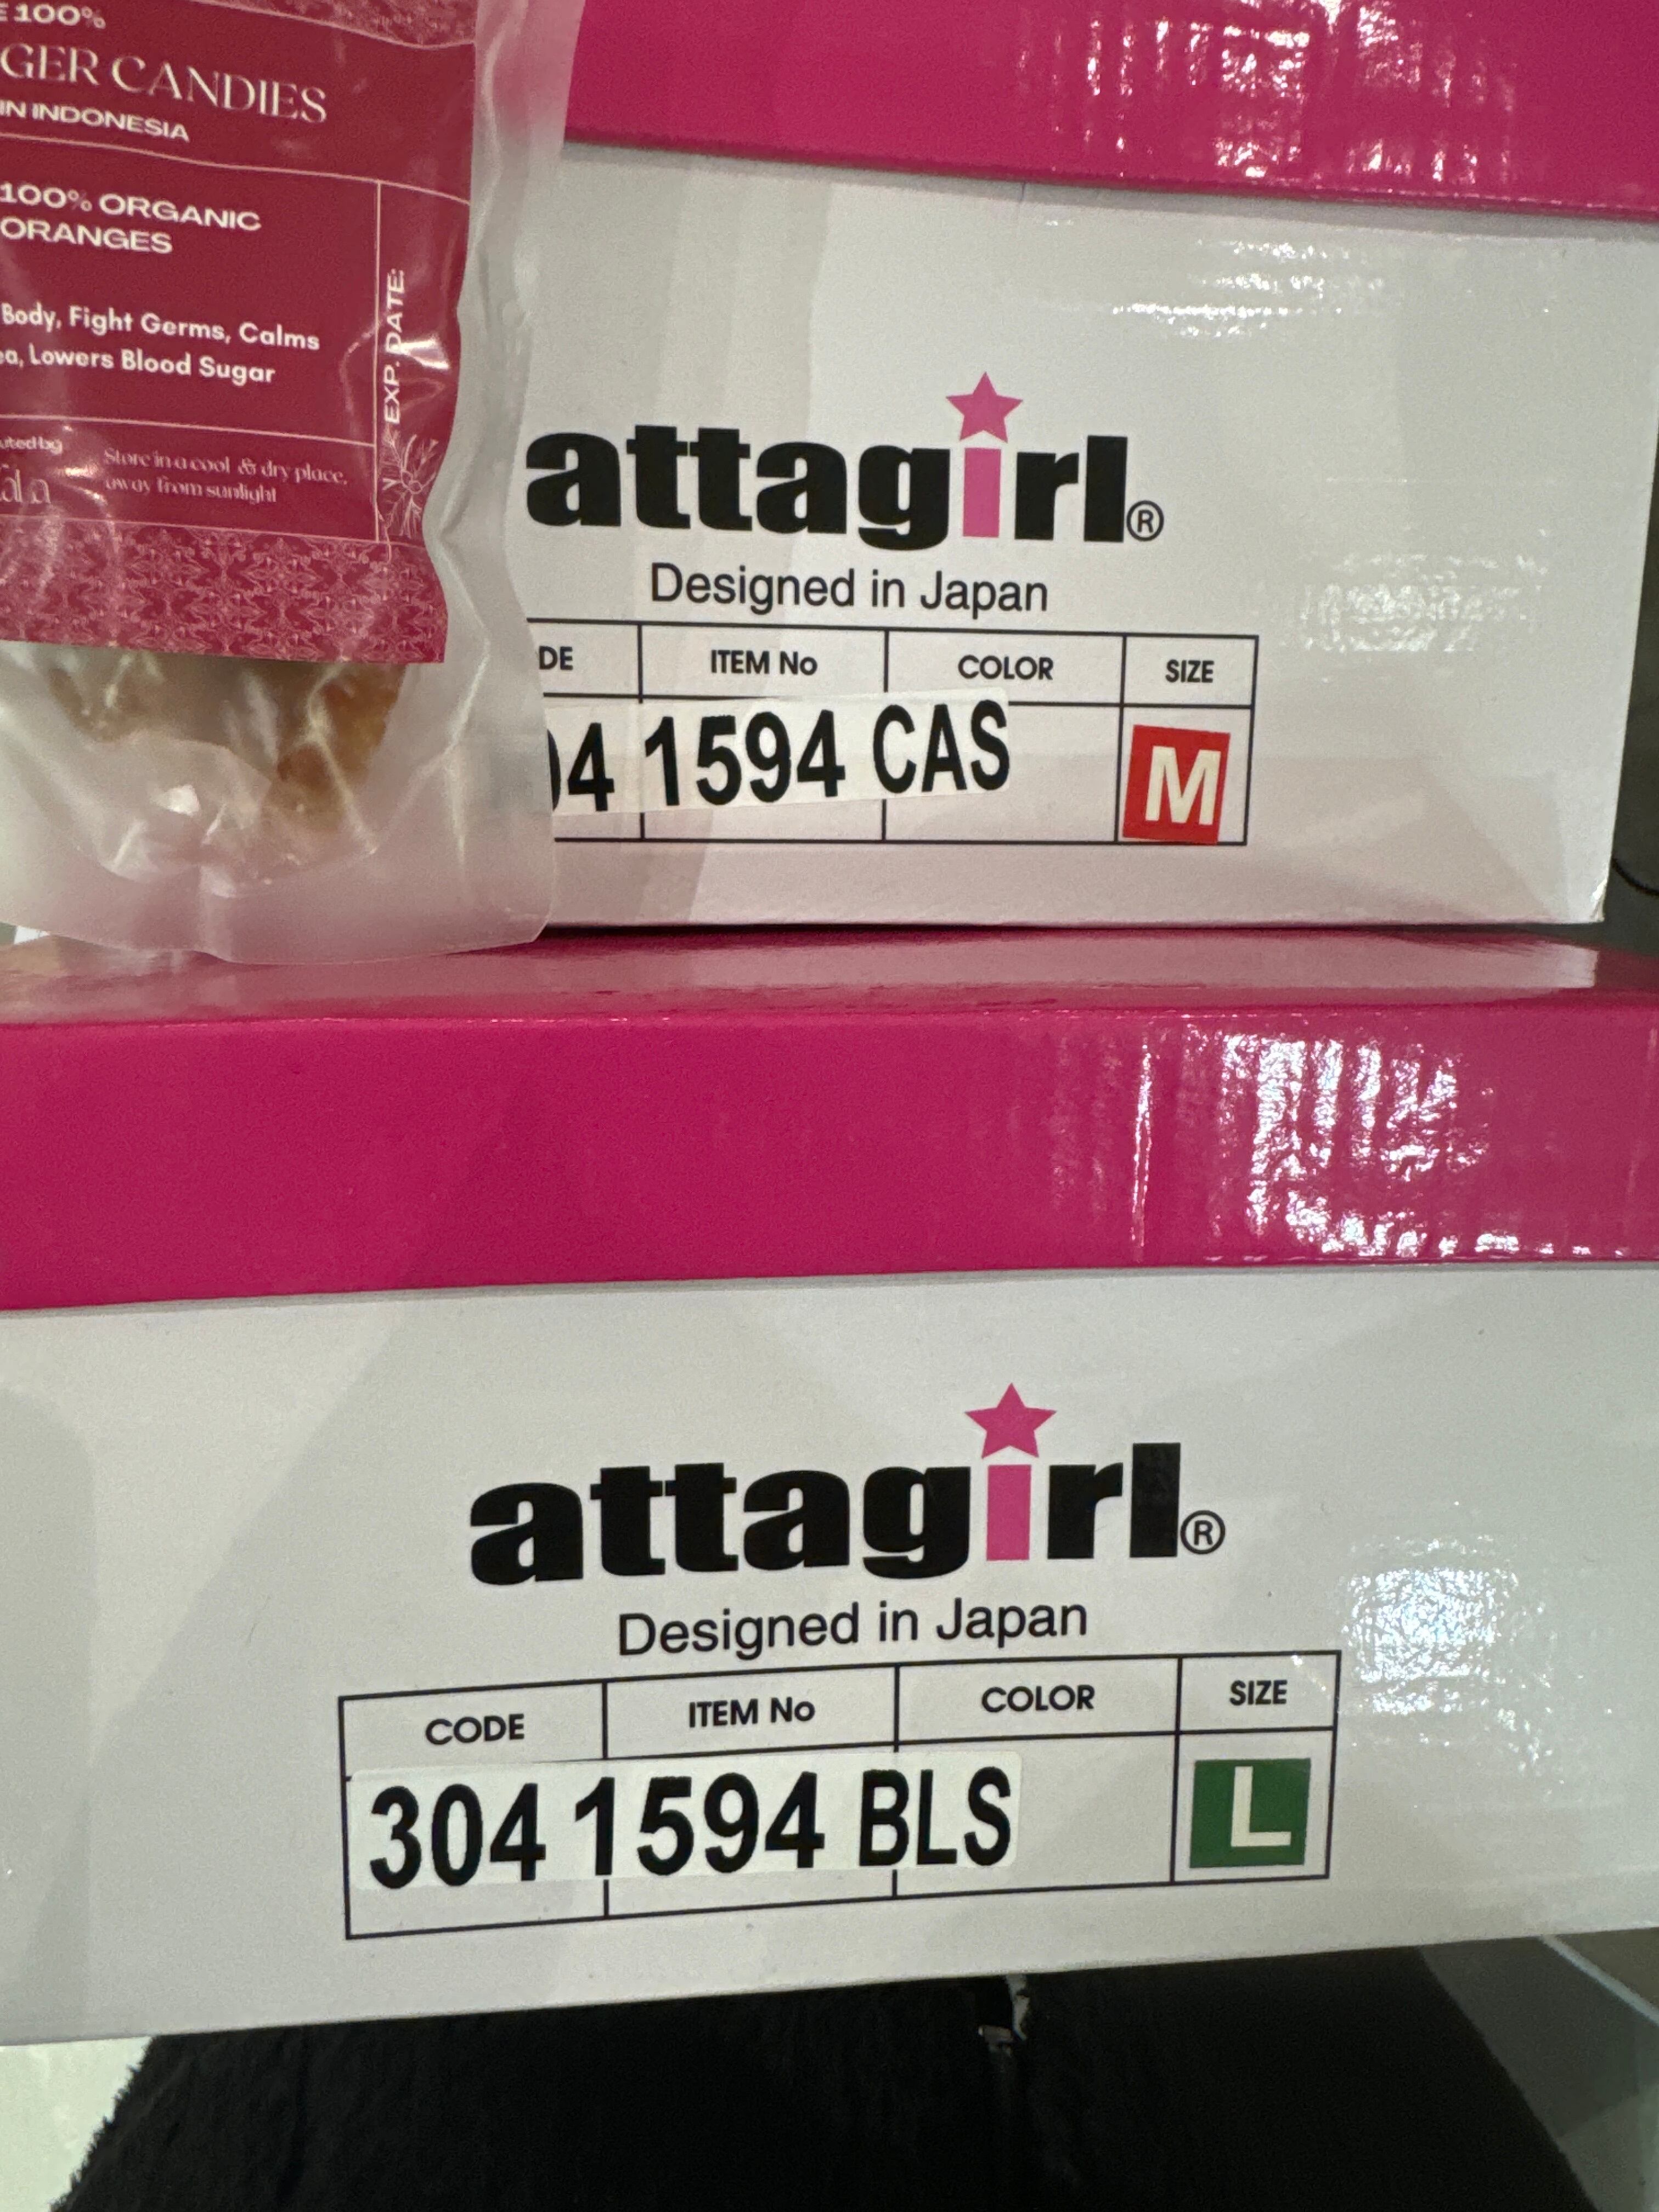 100%
GER CANDIES
IN INDONESIA
100% ORGANIC
ORANGES
Body, Fight Germs, Calms
Lowers Blood Sugar
Store in a cool & dry place,
away from sunlight
EXP. DATE:
attagirl®
Designed in Japan
DE ITEM No COLOR SIZE
04 1594 CAS M
attagirl®
Designed in Japan
CODE ITEM No COLOR SIZE
304 1594 BLS L